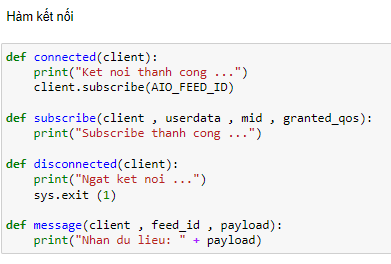 Hàm kết nối
def connected(client):
    print("Ket noi thanh cong ...")
    client.subscribe(AIO_FEED_ID)
def subscribe(client , userdata , mid , granted_qos):
    print("Subscribe thanh cong ...")
def disconnected(client):
    print("Ngat ket noi ...")
    sys.exit (1)
def message(client , feed_id , payload):
    print("Nhan du lieu: " + payload)